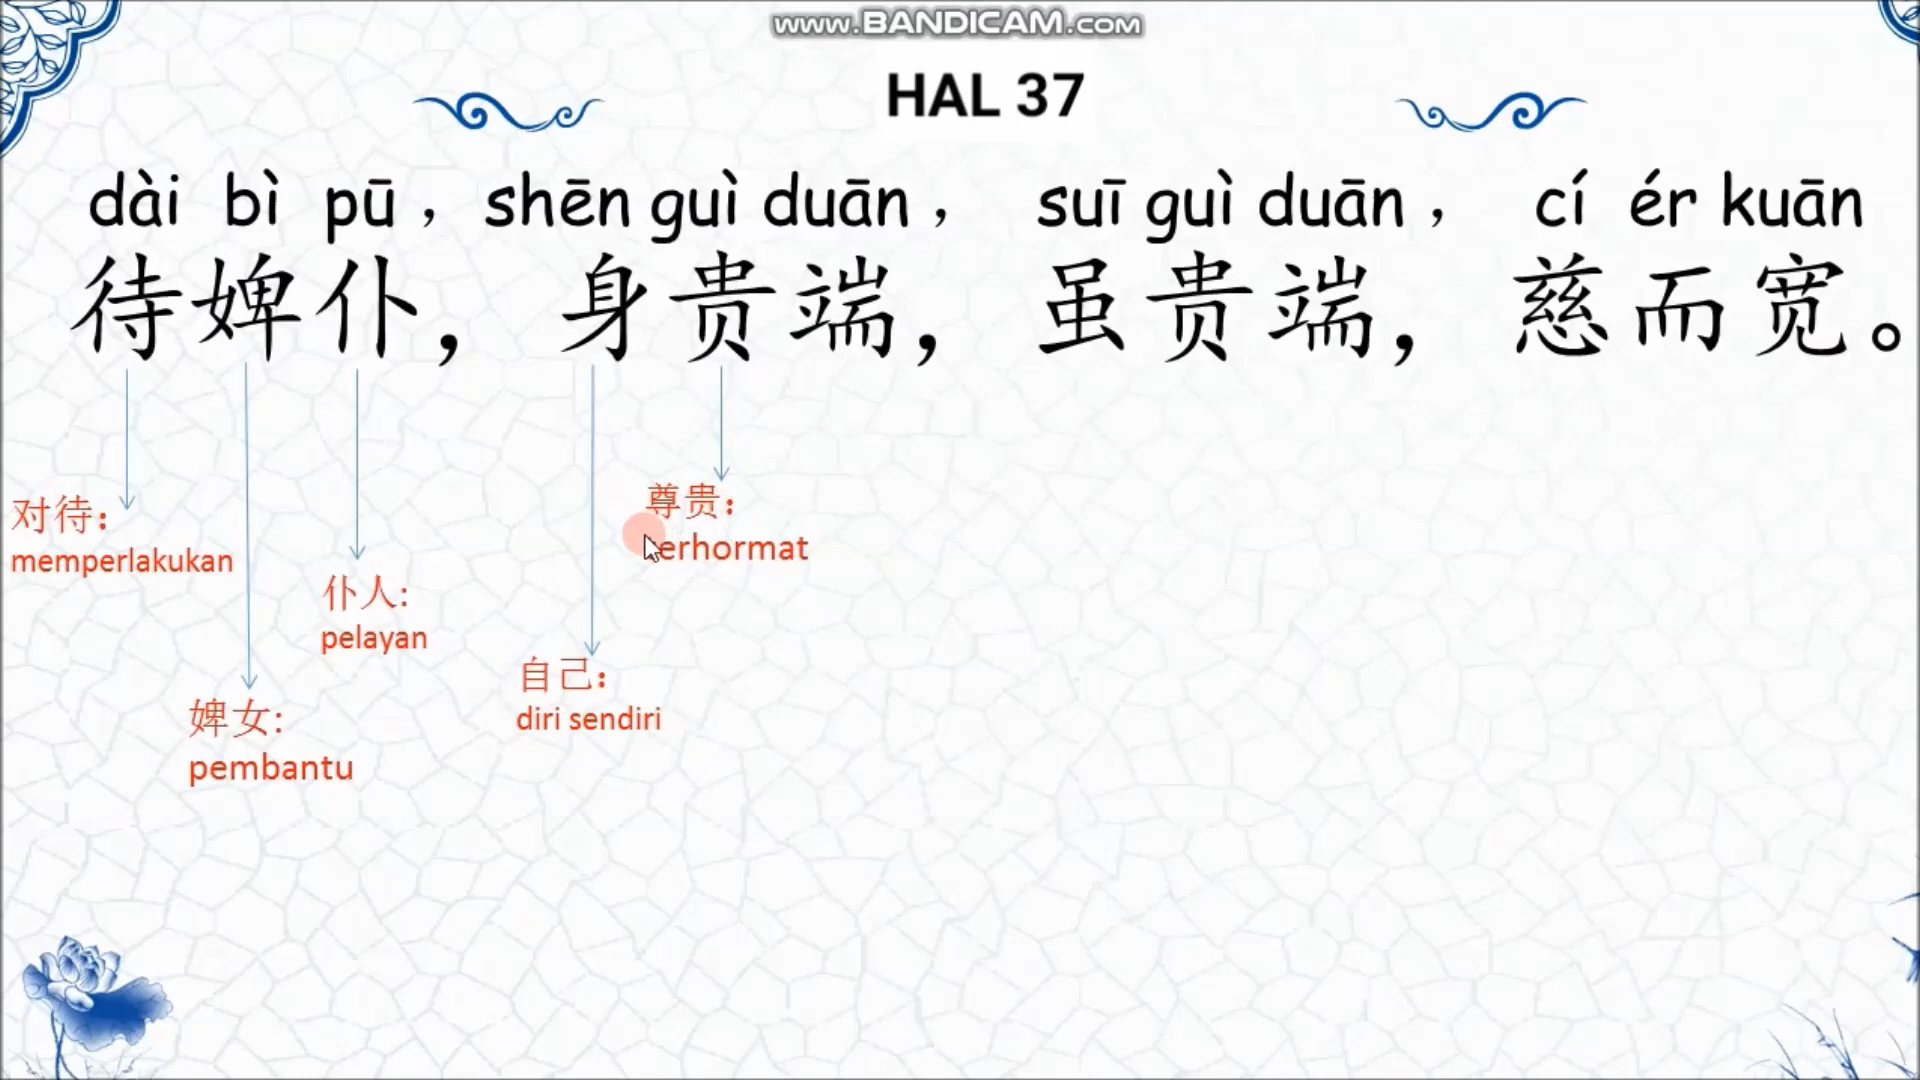 www.BANDICAM.com
HAL 37
dài bì pū， shēn guì duān， suī guì duān， cí ér kuān
待婢仆，身贵端，虽贵端，慈而宽。
尊贵：
对待：
memperlakukan
仆人:
pelayan
自己：
diri sendiri
婢女:
pembantu